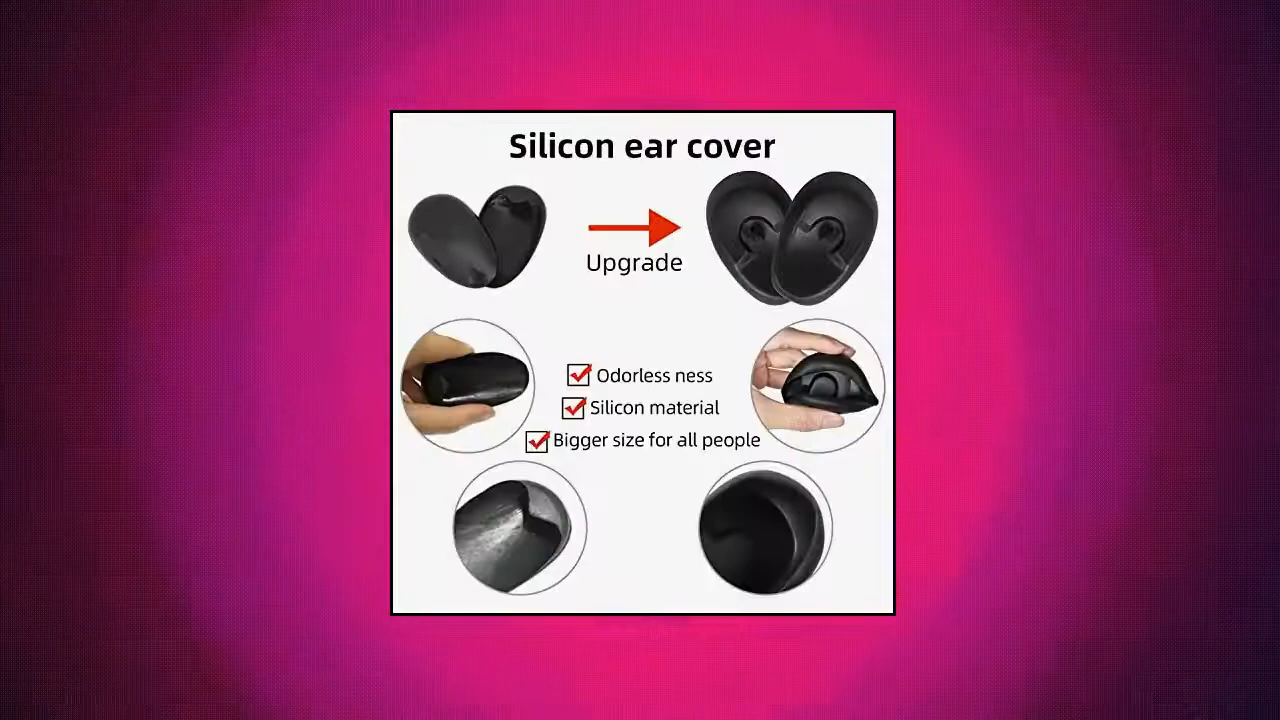 Silicon ear cover
Upgrade
Odorless ness
Silicon material
Bigger size for all people